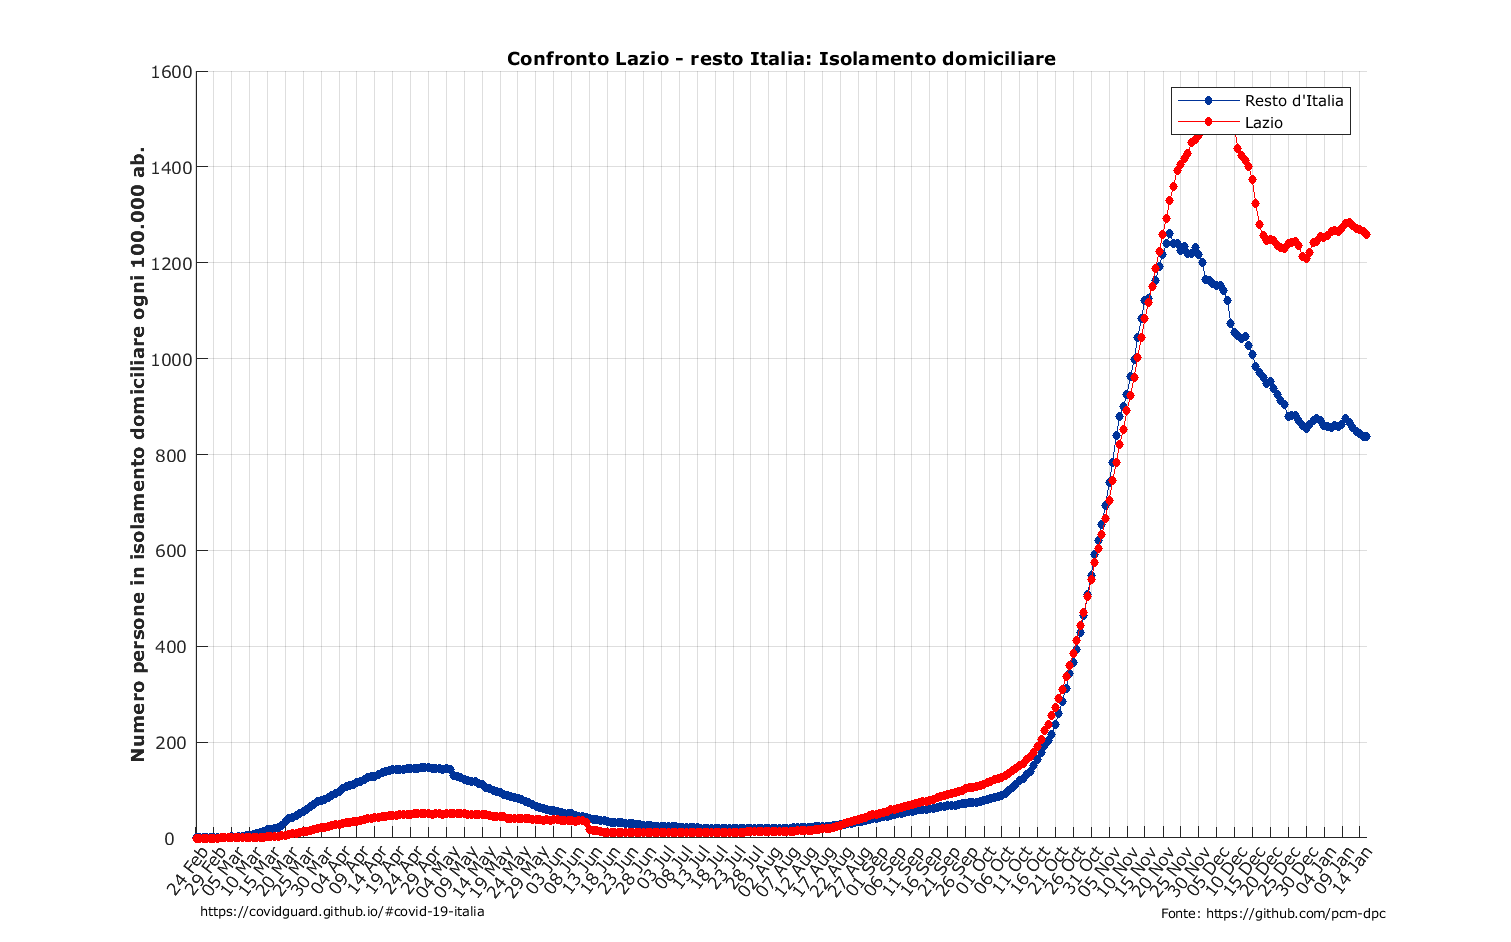 Confronto Lazio - resto Italia: Isolamento domiciliare
Numero persone in isolamento domiciliare ogni 100.000 ab.
1600
1400
1200
1000
800
600
400
200
0
Resto d'Italia
Lazio
24 Feb
29 Feb
05 Mar
10 Mar
15 Mar
20 Mar
25 Mar
30 Mar
04 Apr
09 Apr
14 Apr
19 Apr
24 Apr
29 Apr
04 May
09 May
14 May
19 May
24 May
29 May
03 Jun
08 Jun
13 Jun
18 Jun
23 Jun
28 Jun
03 Jul
08 Jul
13 Jul
18 Jul
23 Jul
28 Jul
02 Aug
07 Aug
12 Aug
17 Aug
22 Aug
27 Aug
01 Sep
06 Sep
11 Sep
16 Sep
21 Sep
26 Sep
01 Oct
06 Oct
11 Oct
16 Oct
21 Oct
26 Oct
31 Oct
05 Nov
10 Nov
15 Nov
20 Nov
25 Nov
30 Nov
05 Dec
10 Dec
15 Dec
20 Dec
25 Dec
30 Dec
04 Jan
09 Jan
14 Jan
https://covidguard.github.io/#covid-19-italia
Fonte: https://github.com/pcm-dpc